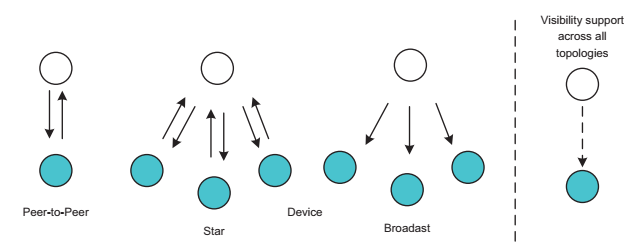 Visibility support
across all
topologies
Peer-to-Peer
Star
Device
Broadast